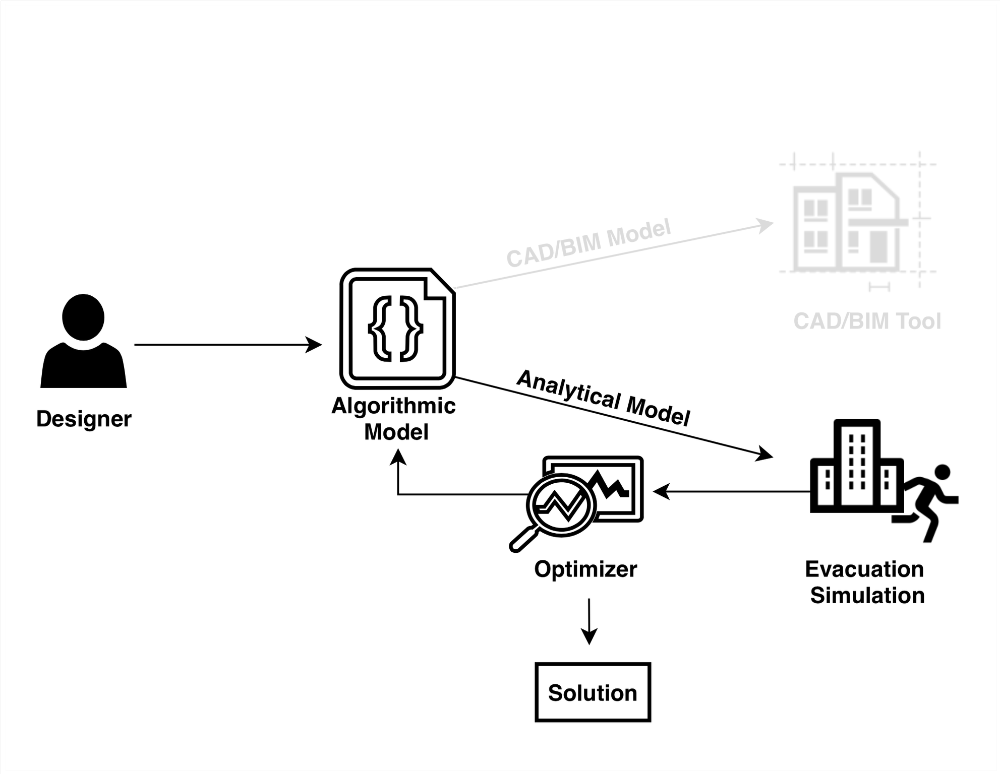 CAD/BIM Model
CAD/BIM Tool
Designer
Algorithmic
Model
Analytical Model
Optimizer
Evacuation
Simulation
Solution